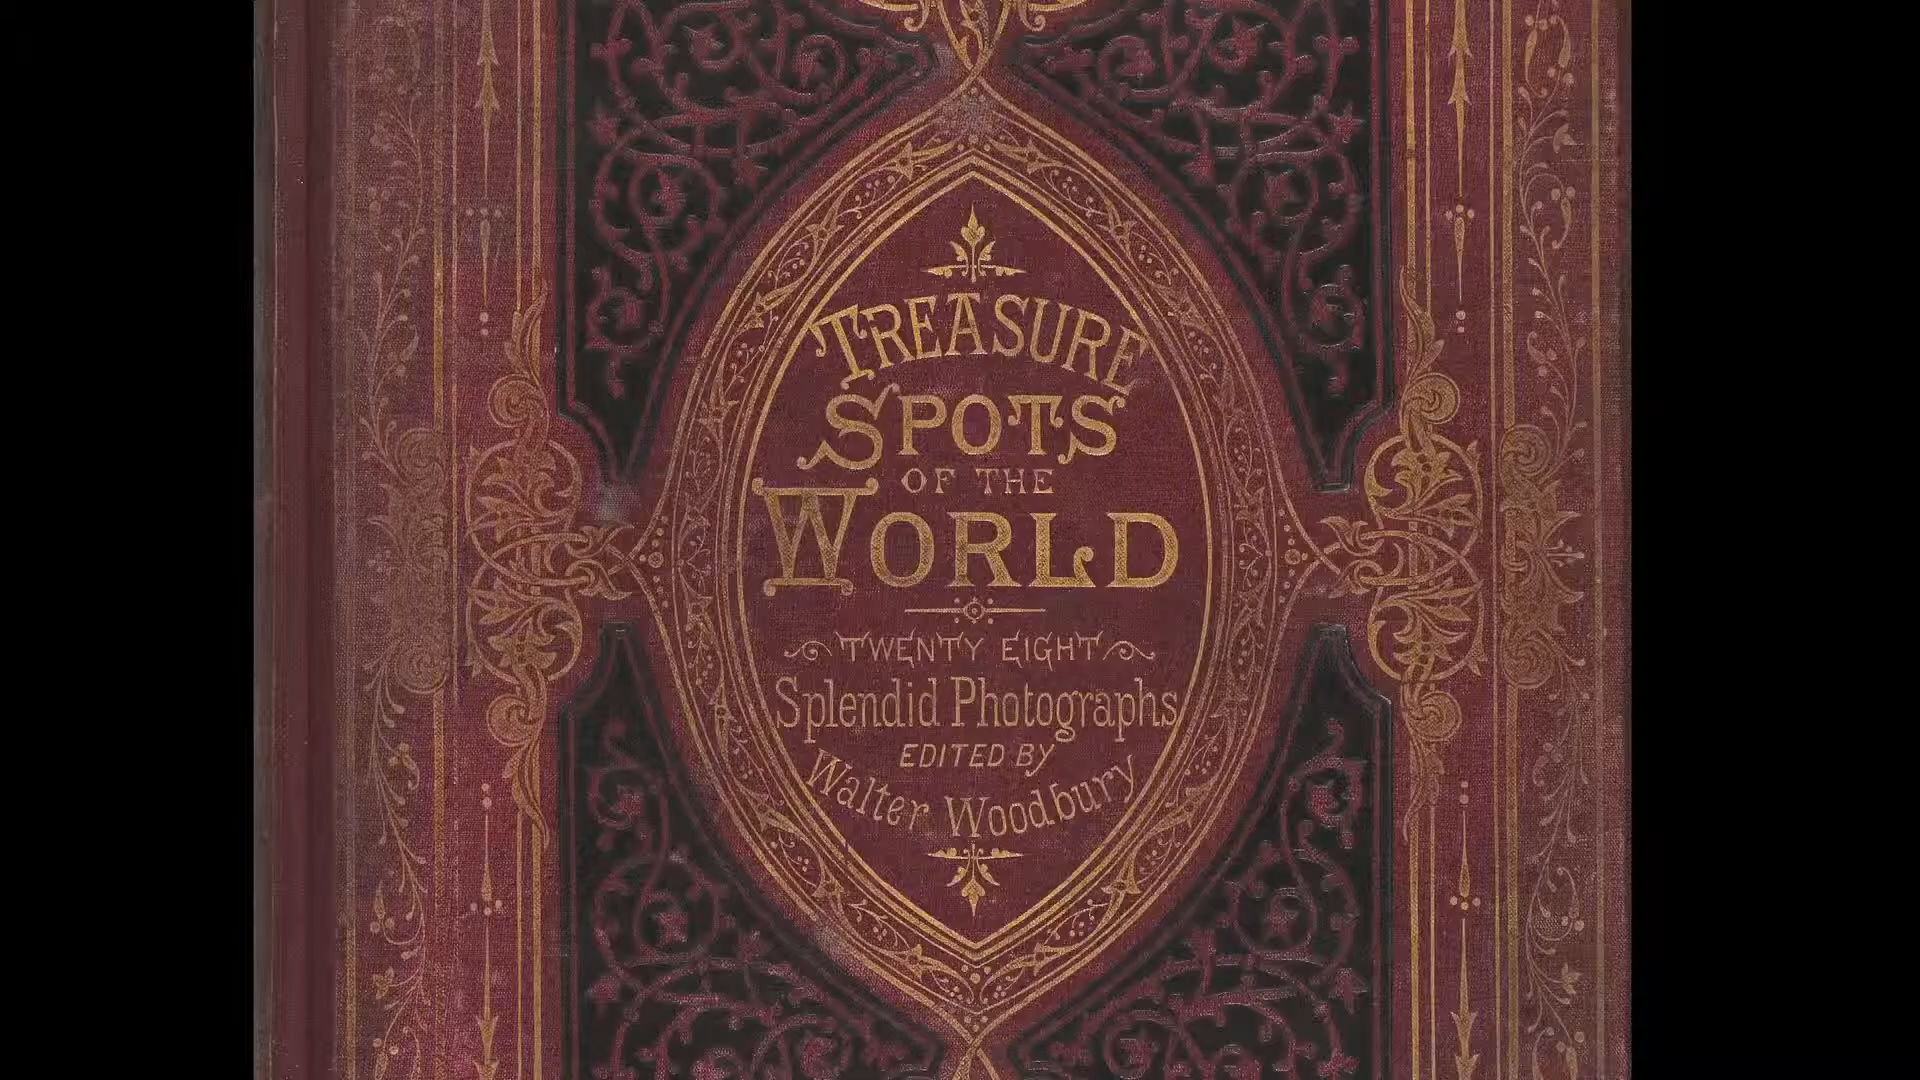 TREASURE
SPOTS
OF THE
WORLD
TWENTY EIGHT
Splendid Photographs
EDITED BY
Walter Woodbury